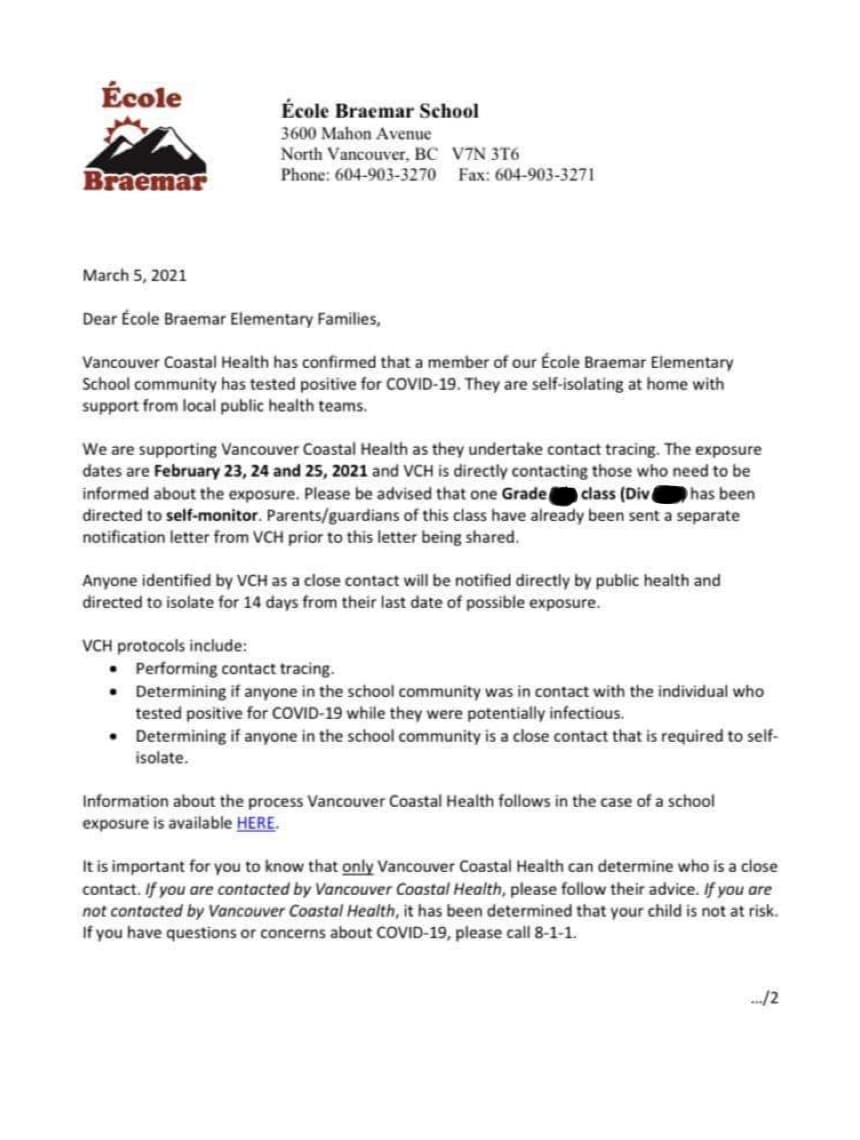 École
Braemar
École Braemar School
3600 Mahon Avenue
North Vancouver, BC V7N 3T6
Phone: 604-903-3270 Fax: 604-903-3271
March 5, 2021
Dear École Braemar Elementary Families,
Vancouver Coastal Health has confirmed that a member of our École Braemar Elementary
School community has tested positive for COVID-19. They are self-isolating at home with
support from local public health teams.
We are supporting Vancouver Coastal Health as they undertake contact tracing. The exposure
dates are February 23, 24 and 25, 2021 and VCH is directly contacting those who need to be
informed about the exposure. Please be advised that one Grade class (Div ) has been
directed to self-monitor. Parents/guardians of this class have already been sent a separate
notification letter from VCH prior to this letter being shared.
Anyone identified by VCH as a close contact will be notified directly by public health and
directed to isolate for 14 days from their last date of possible exposure.
VCH protocols include:
• Performing contact tracing.
• Determining if anyone in the school community was in contact with the individual who
tested positive for COVID-19 while they were potentially infectious.
• Determining if anyone in the school community is a close contact that is required to self-
isolate.
Information about the process Vancouver Coastal Health follows in the case of a school
exposure is available HERE.
It is important for you to know that only Vancouver Coastal Health can determine who is a close
contact. If you are contacted by Vancouver Coastal Health, please follow their advice. If you are
not contacted by Vancouver Coastal Health, it has been determined that your child is not at risk.
If you have questions or concerns about COVID-19, please call 8-1-1.
.../2